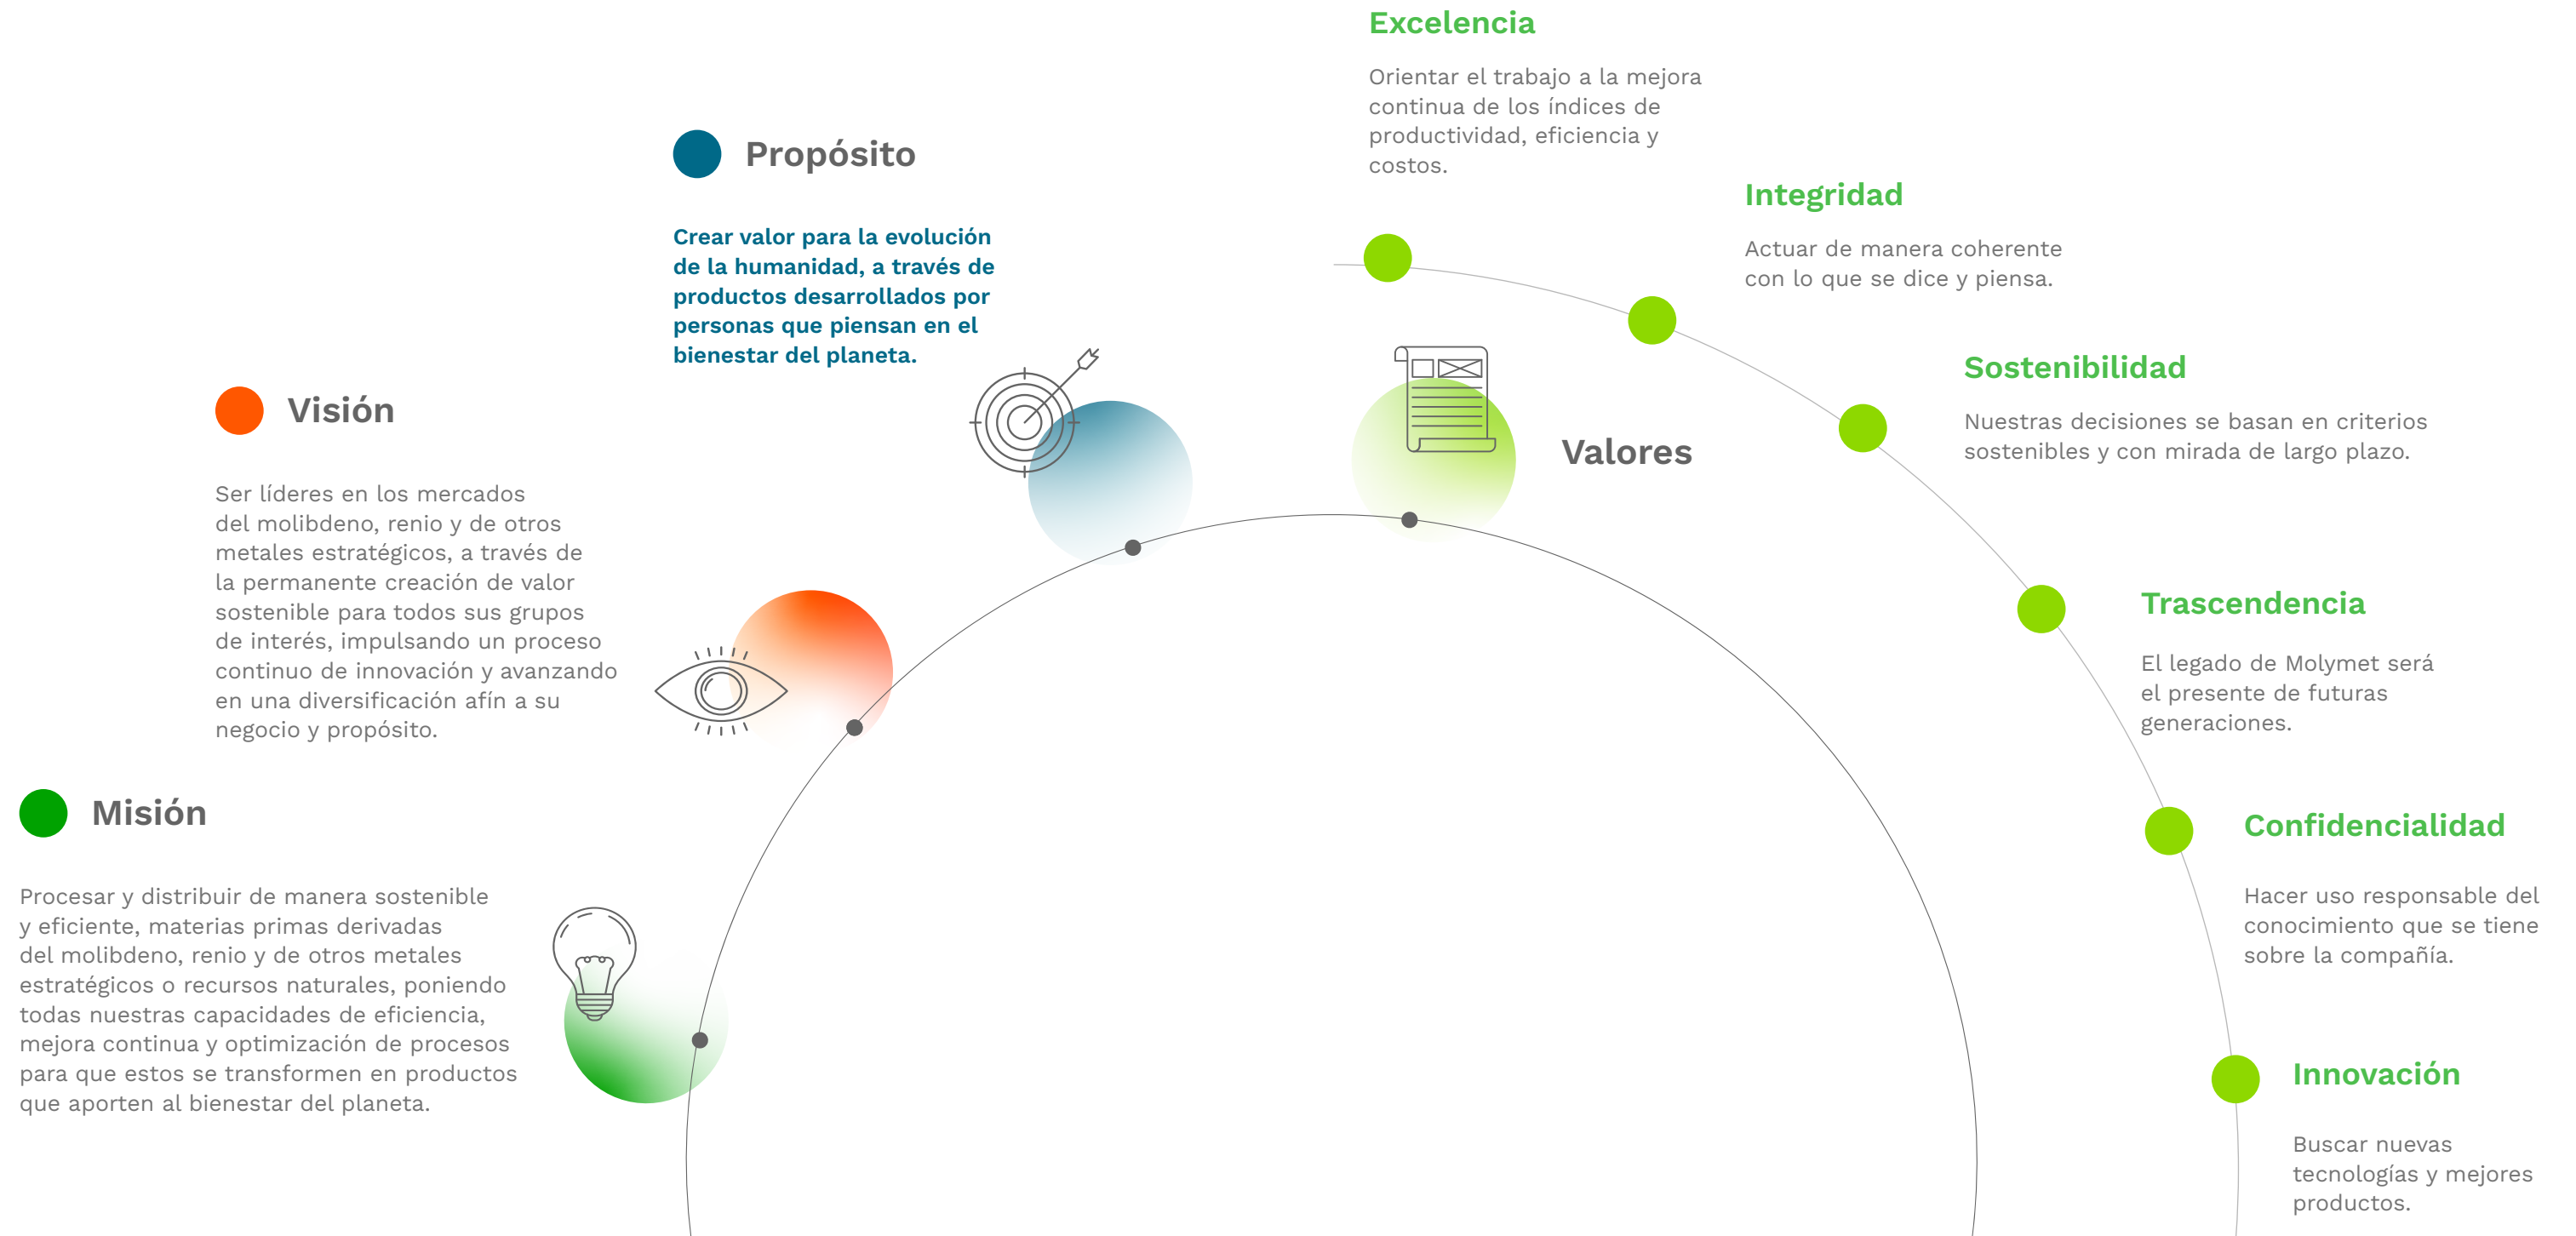 Misión
Procesar y distribuir de manera sostenible
y eficiente, materias primas derivadas
del molibdeno, renio y de otros metales
estratégicos o recursos naturales, poniendo
todas nuestras capacidades de eficiencia,
mejora continua y optimización de procesos
para que estos se transformen en productos
que aporten al bienestar del planeta.
Visión
Ser líderes en los mercados
del molibdeno, renio y de otros
metales estratégicos, a través de
la permanente creación de valor
sostenible para todos sus grupos
de interés, impulsando un proceso
continuo de innovación y avanzando
en una diversificación afín a su
negocio y propósito.
Propósito
Crear valor para la evolución
de la humanidad, a través de
productos desarrollados por
personas que piensan en el
bienestar del planeta.
Valores
Excelencia
Orientar el trabajo a la mejora
continua de los índices de
productividad, eficiencia y
costos.
Integridad
Actuar de manera coherente
con lo que se dice y piensa.
Sostenibilidad
Nuestras decisiones se basan en criterios
sostenibles y con mirada de largo plazo.
Trascendencia
El legado de Molymet será
el presente de futuras
generaciones.
Confidencialidad
Hacer uso responsable del
conocimiento que se tiene
sobre la compañía.
Innovación
Buscar nuevas
tecnologías y mejores
productos.